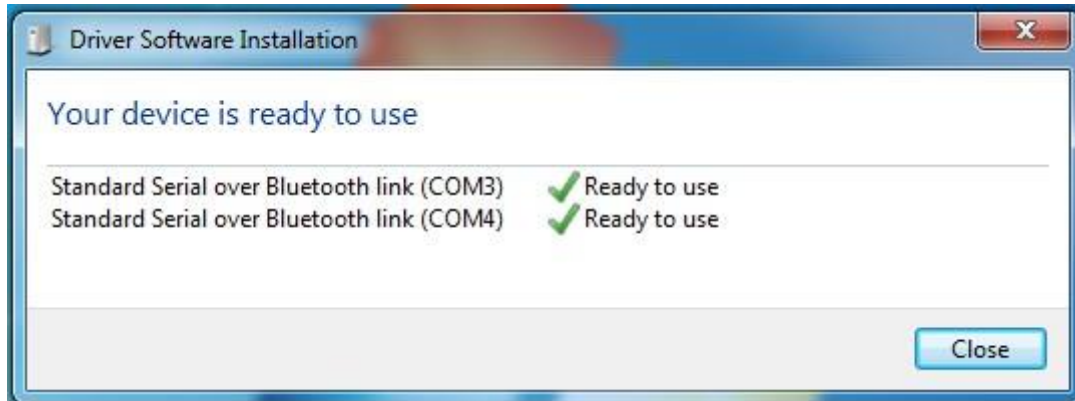 Driver Software Installation
Your device is ready to use
Standard Serial over Bluetooth link (COM3) Ready to use
Standard Serial over Bluetooth link (COM4) Ready to use
Close